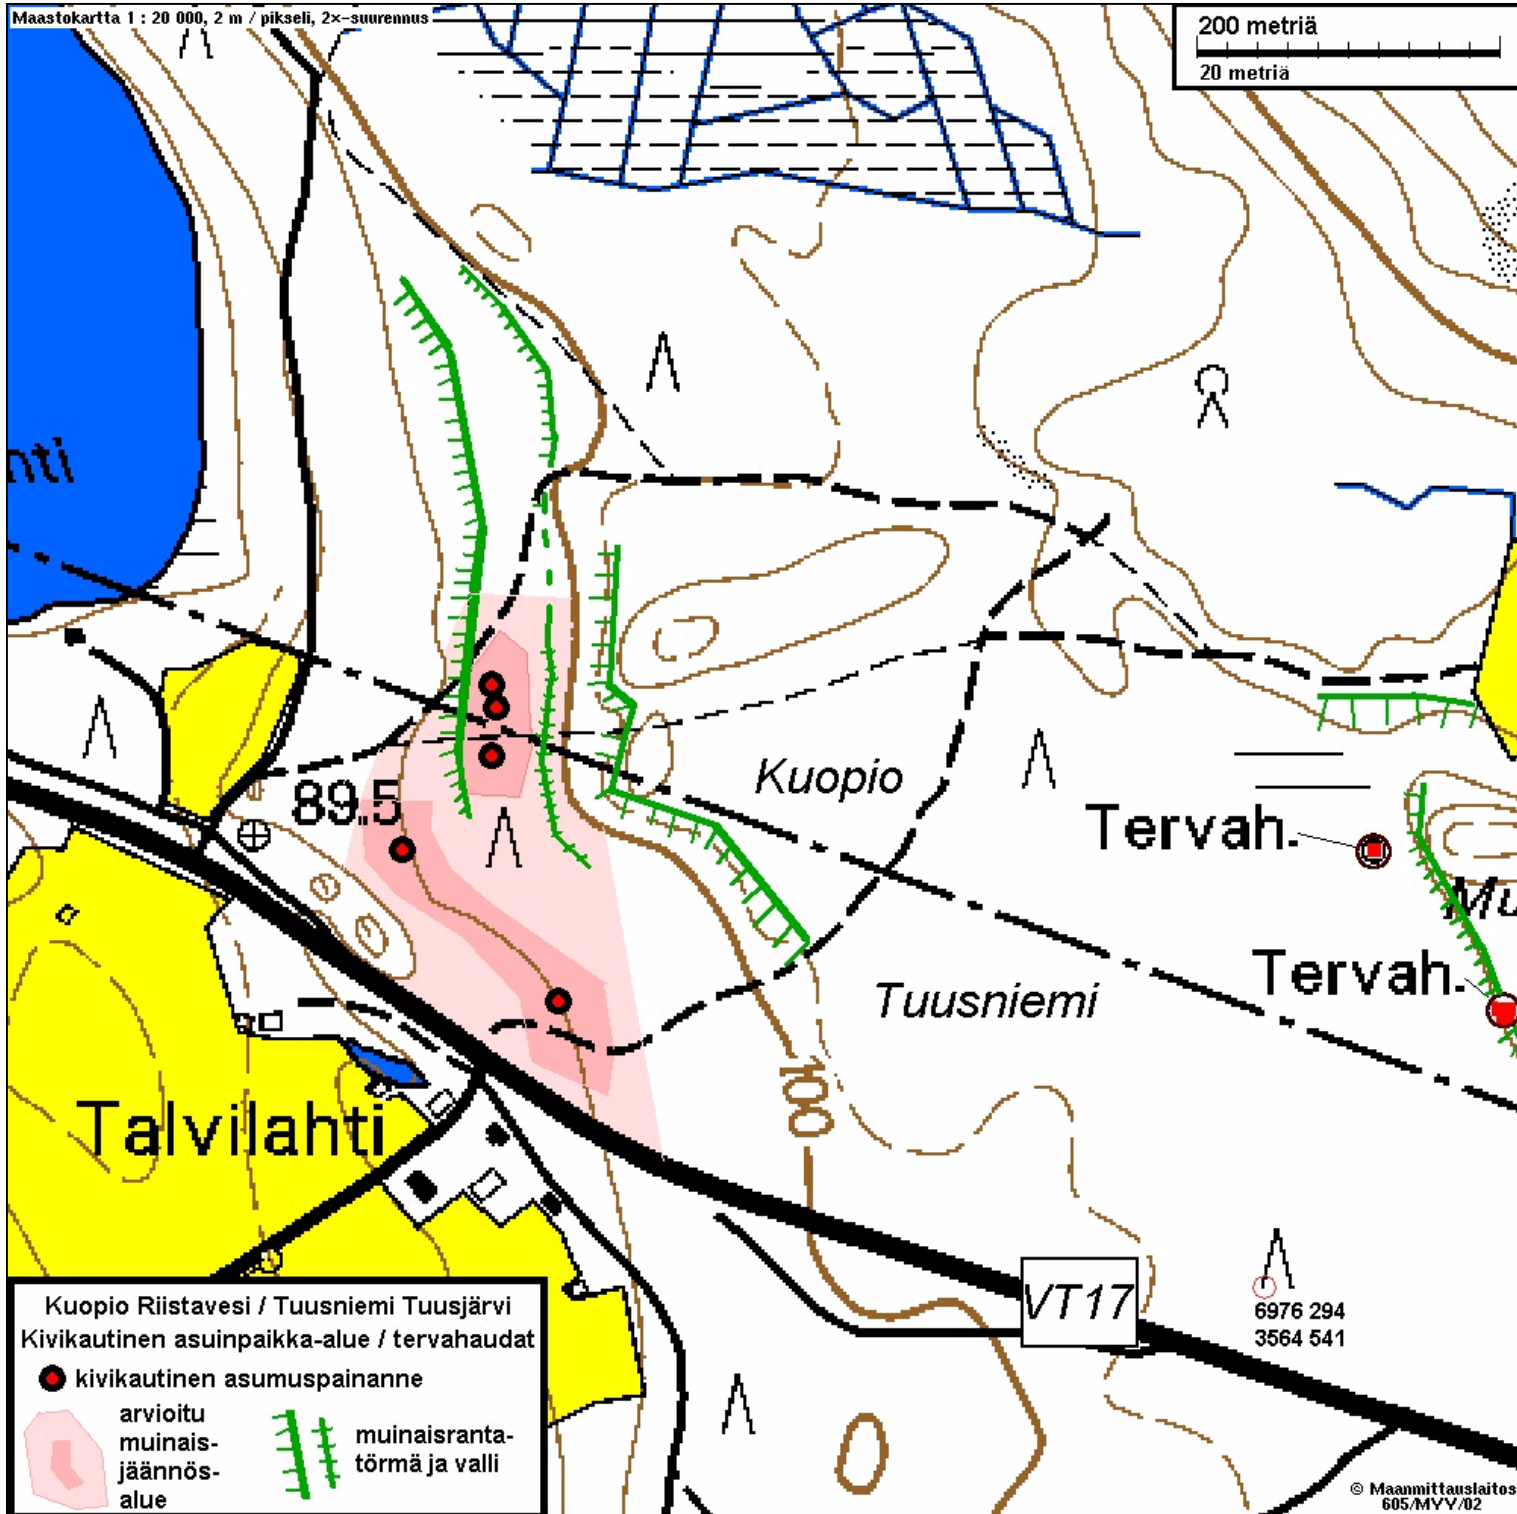 Maastokartta 1 : 20 000, 2 m / pikseli, 2×-suurennus
200 metriä
20 metriä
nti
Kuopio
89.5
Tervah.
Mu
Tervah.
Tuusniemi
100
Talvilahti
VT17
6976 294
3564 541
Kuopio Riistavesi / Tuusniemi Tuusjärvi
Kivikautinen asuinpaikka-alue / tervahaudat
kivikautinen asumuspainanne
arvioitu
muinais-
jäännös-
alue
muinaisranta-
törmä ja valli
© Maanmittauslaitos
605/MYY/02